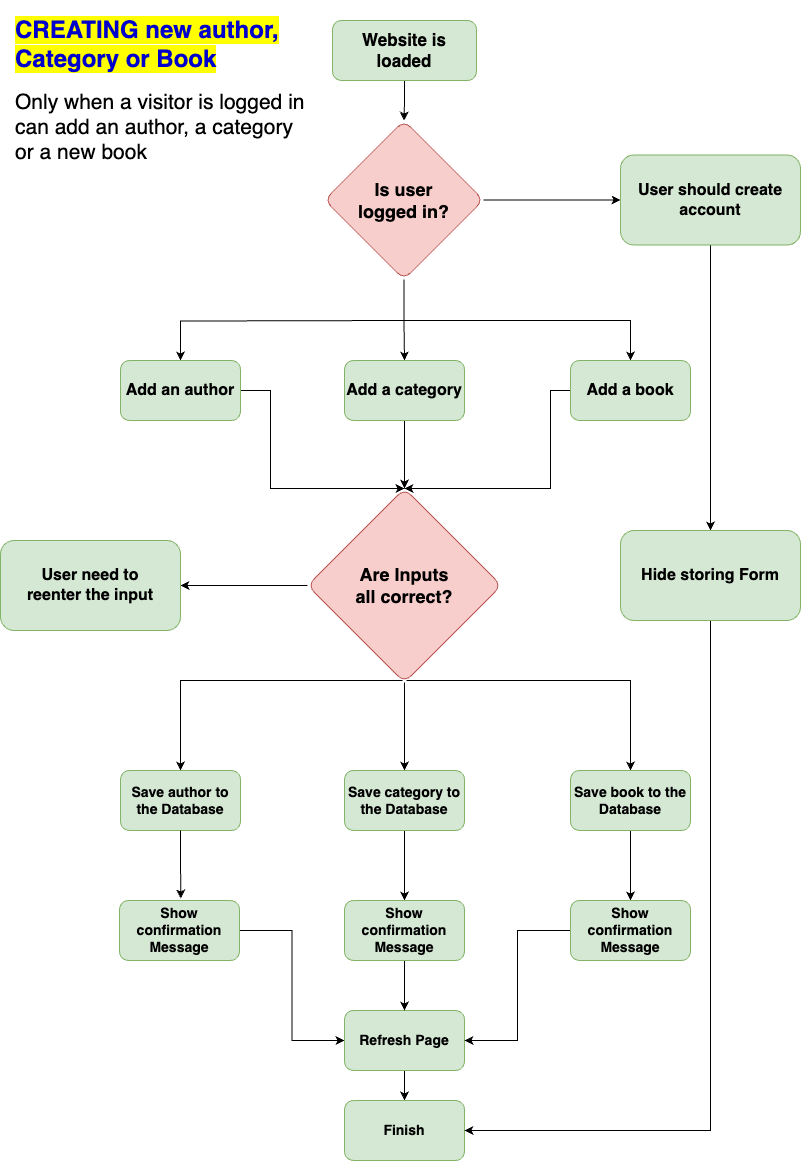 CREATING new author,
Category or Book
Only when a visitor is logged in
can add an author, a category
or a new book
Website is
loaded
Is user
logged in?
User should create
account
Add an author
Add a category
Add a book
User need to
reenter the input
Are Inputs
all correct?
Hide storing Form
Save author to
the Database
Save category to
the Database
Save book to the
Database
Show
confirmation
Message
Show
confirmation
Message
Show
confirmation
Message
Refresh Page
Finish